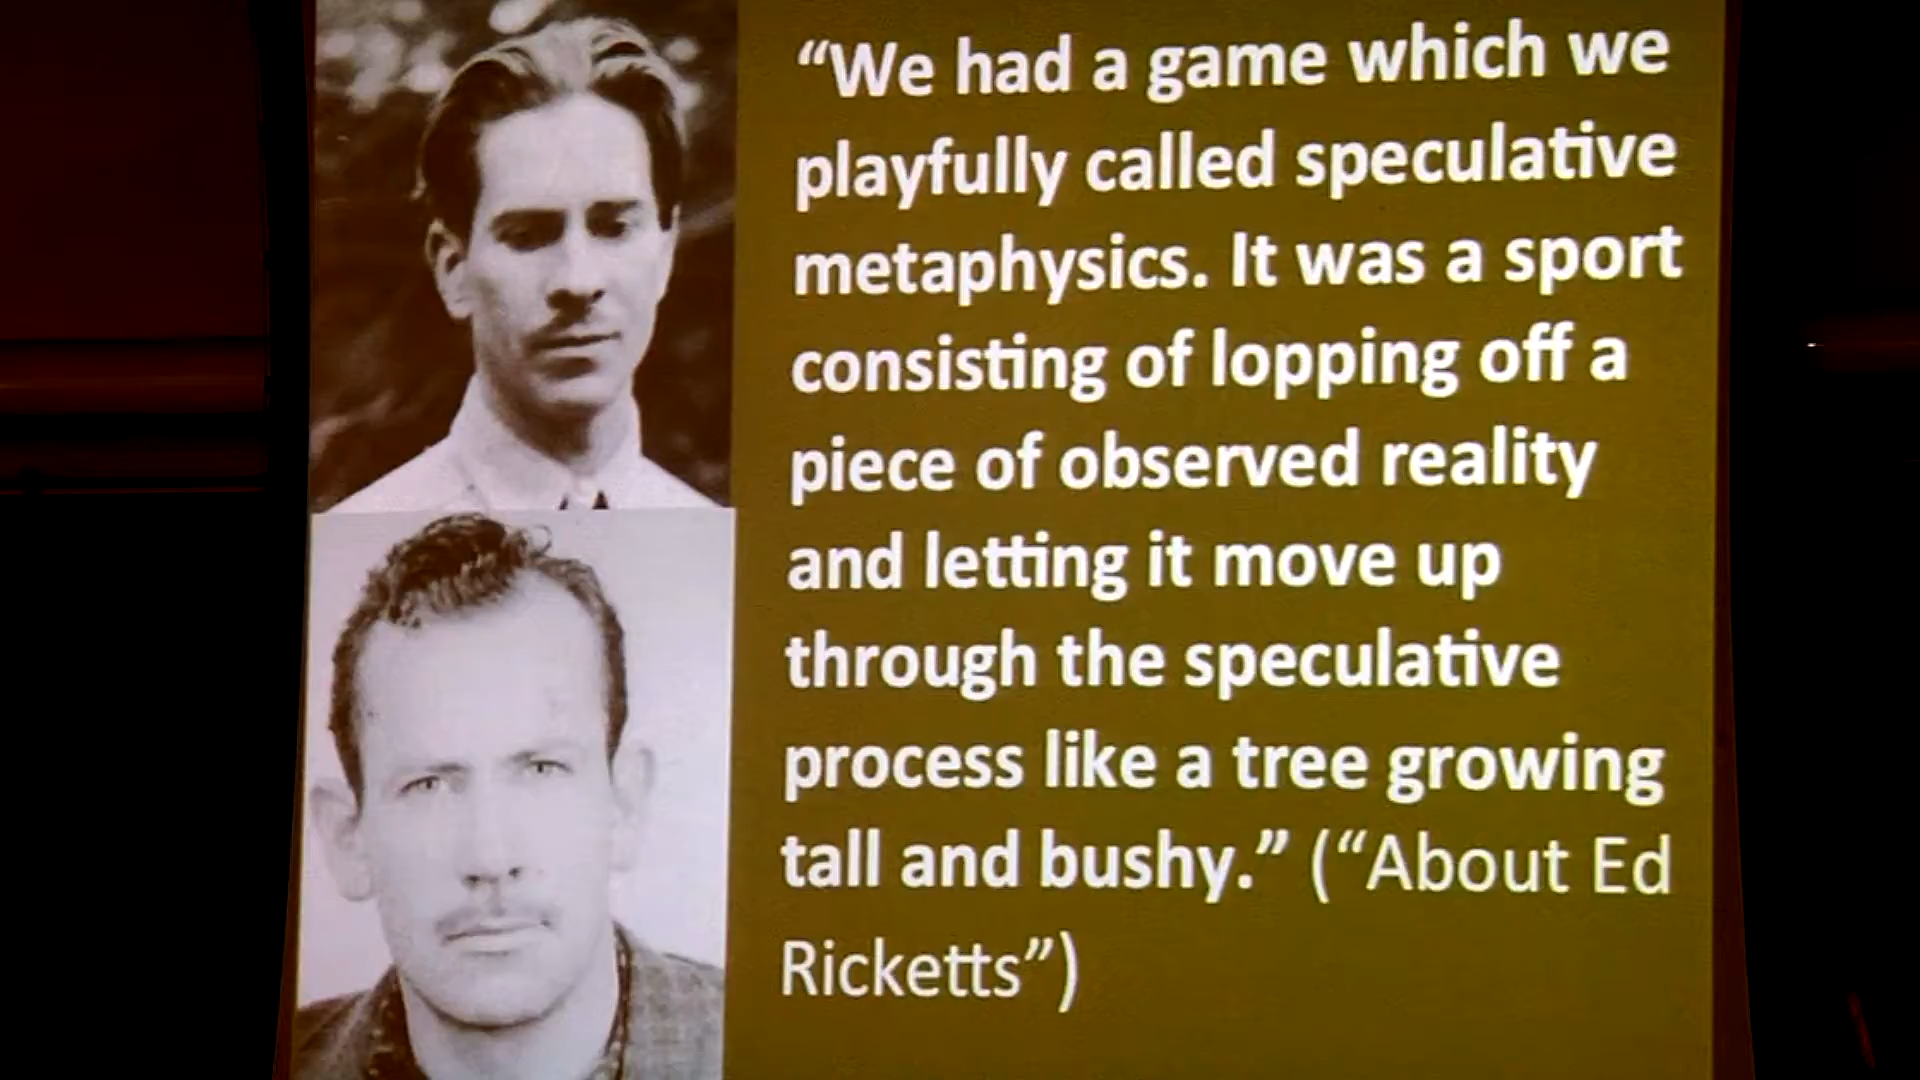 “We had a game which we
playfully called speculative
metaphysics. It was a sport
consisting of lopping off a
piece of observed reality
and letting it move up
through the speculative
process like a tree growing
tall and bushy.” (“About Ed
Ricketts”)